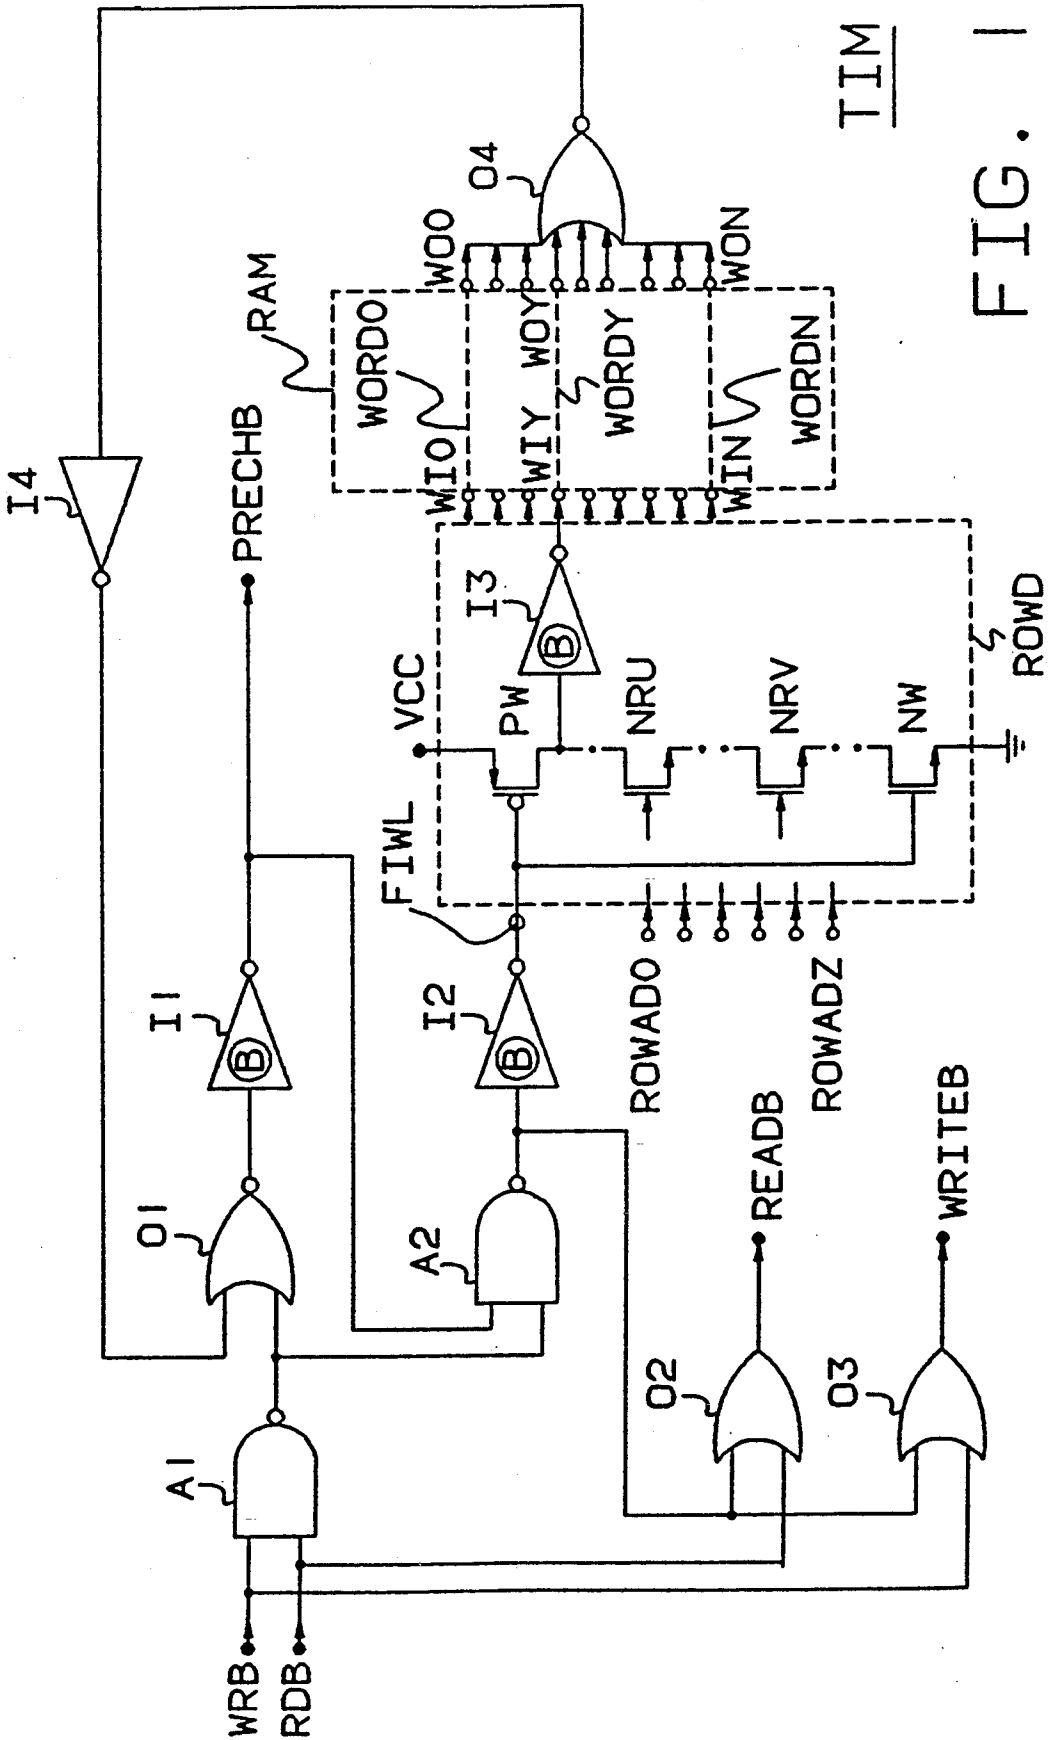 I4
PRECHB
RAM
O4
WORDO
WOO
WIO
WIY WOY
WORDY
WIN
WON
WORDN
I1
O1
A1
WRB
RDB
VCC
FIWL
PW
I3
B
B
I2
B
A2
NRU
NRV
NW
ROWADO
ROWADZ
ROWD
READB
WRITEB
O2
O3
TIM
FIG. 1